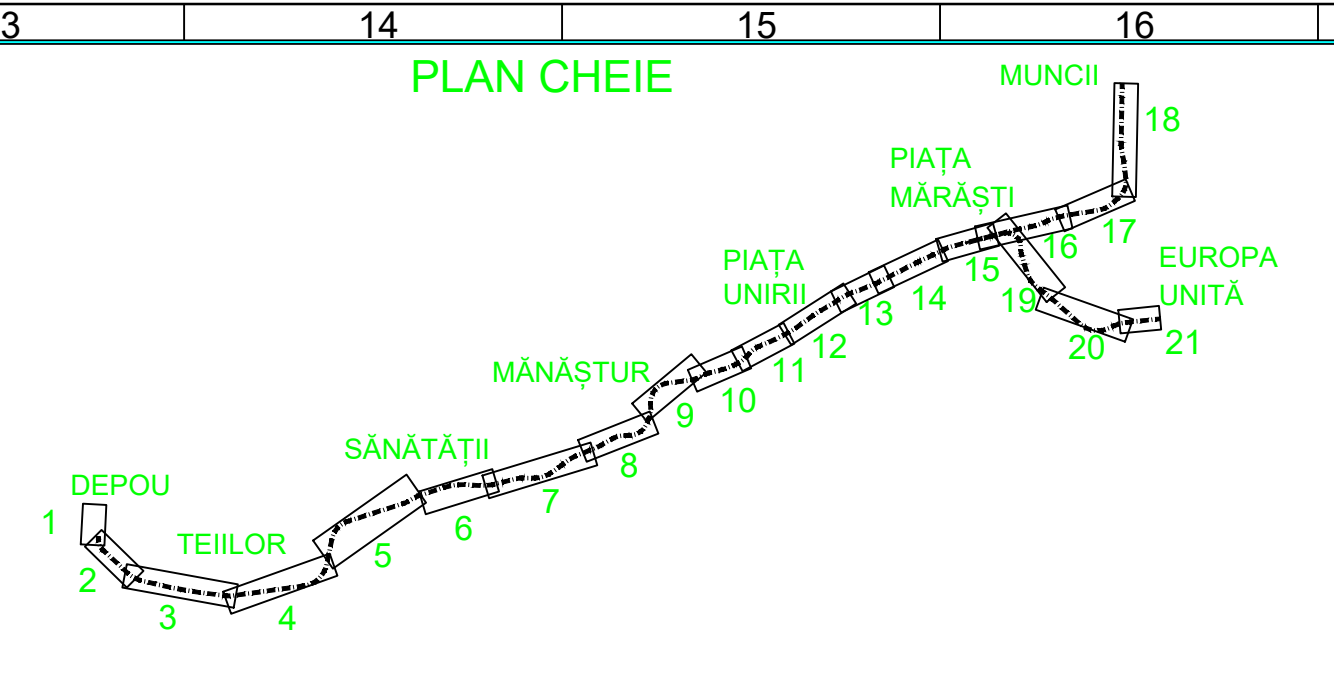 3
14
15
16
PLAN CHEIE
MUNCII
18
PIAȚA
MĂRĂȘTI
17
16
15
EUROPA
UNITĂ
PIAȚA
UNIRII
14
19
13
20
21
12
11
MĂNĂȘTUR
10
9
SĂNĂTĂȚII
8
7
DEPOU
6
1
TEIILOR
5
2
3
4